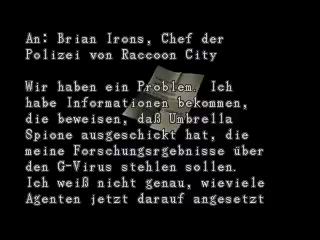 An: Brian Irons, Chef der
Polizei von Raccoon City
Wir haben ein Problem. Ich
habe Informationen bekommen,
die beweisen, daß Umbrella
Spione ausgeschickt hat, die
meine Forschungsrgebnisse über
den G-Virus stehlen sollen.
Ich weiß nicht genau, wieviele
Agenten jetzt darauf angesetzt